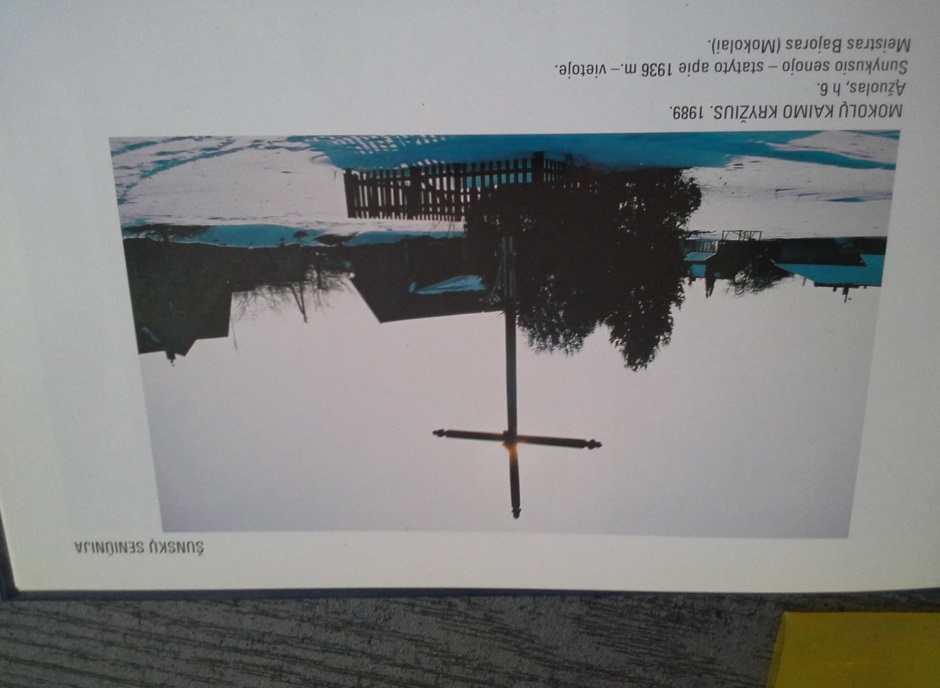 ŠUNSKŲ SENIŪNIJA
MOKOLŲ KAIMO KRYŽIUS. 1989.
Ąžuolas, h 6.
Sunykusio senojo – statyto apie 1936 m.– vietoje.
Meistras Bajoras (Mokolai).